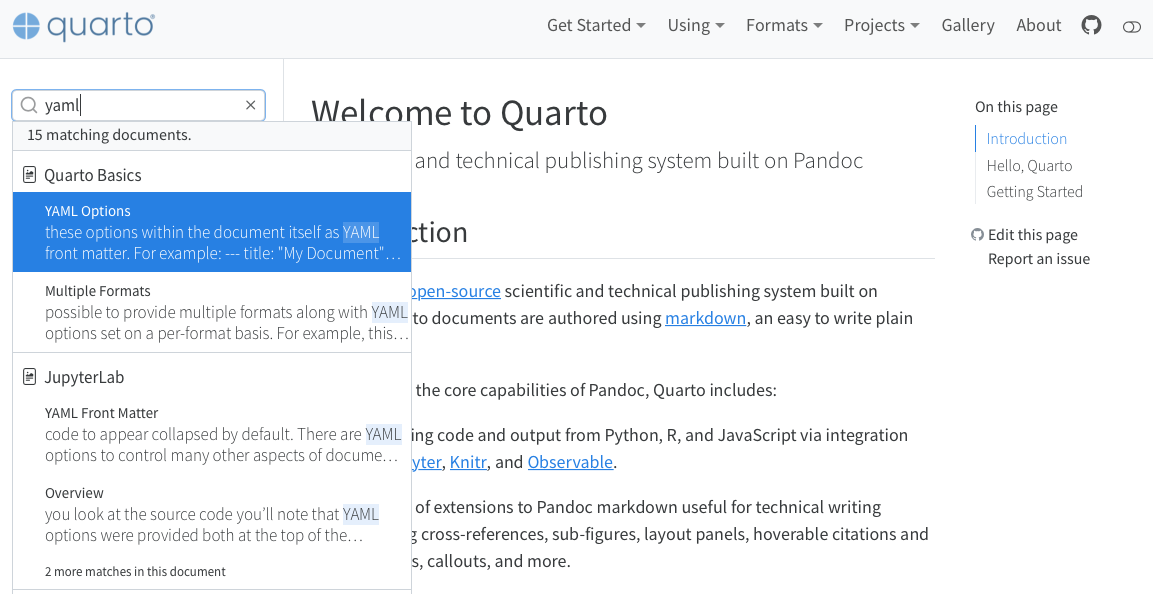 quarto
Get Started Using Formats Projects Gallery About
yaml
15 matching documents.
Quarto Basics
YAML Options
these options within the document itself as YAML
front matter. For example: --- title: "My Document"…
Multiple Formats
possible to provide multiple formats along with YAML
options set on a per-format basis. For example, this…
JupyterLab
YAML Front Matter
code to appear collapsed by default. There are YAML
options to control many other aspects of docume…
Overview
you look at the source code you’ll note that YAML
options were provided both at the top of the…
2 more matches in this document
Welcome to Quarto
and technical publishing system built on Pandoc
ction
open-source scientific and technical publishing system built on
to documents are authored using markdown, an easy to write plain
the core capabilities of Pandoc, Quarto includes:
ing code and output from Python, R, and JavaScript via integration
yter, Knitr, and Observable.
of extensions to Pandoc markdown useful for technical writing
g cross-references, sub-figures, layout panels, hoverable citations and
s, callouts, and more.
On this page
Introduction
Hello, Quarto
Getting Started
Edit this page
Report an issue